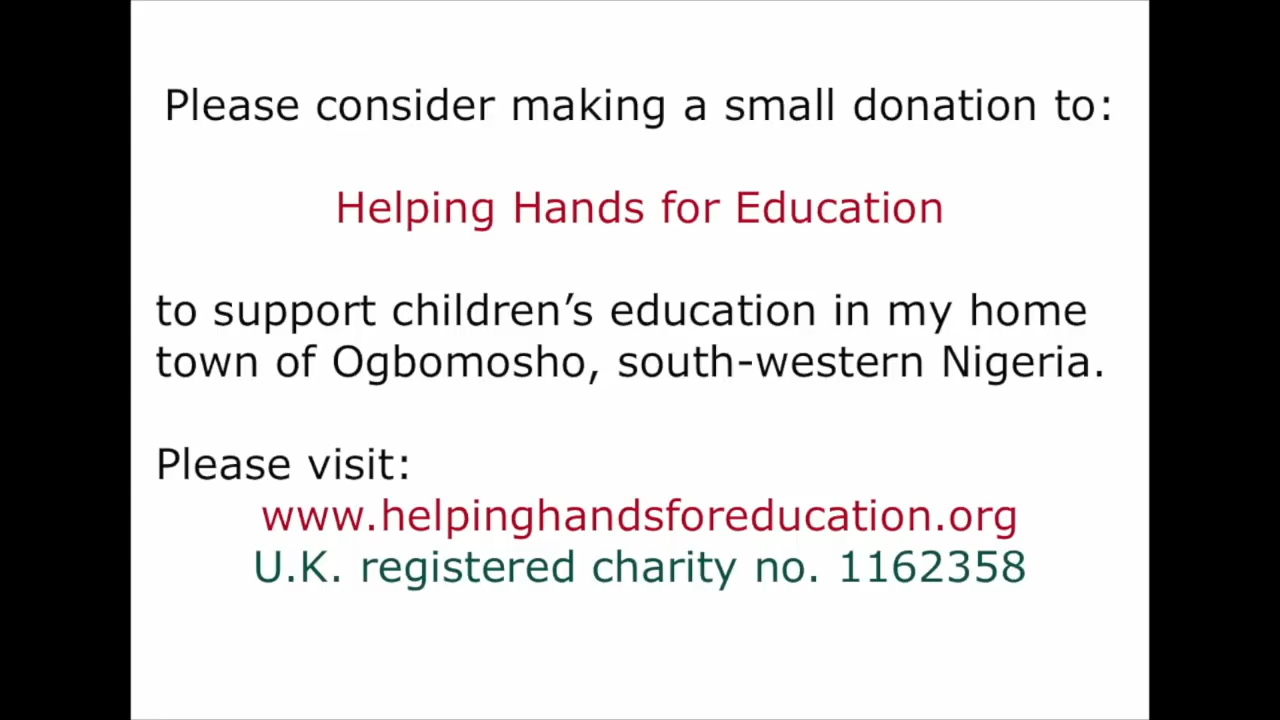 Please consider making a small donation to:
Helping Hands for Education
to support children’s education in my home
town of Ogbomosho, south-western Nigeria.
Please visit:
www.helpinghandsforeducation.org
U.K. registered charity no. 1162358